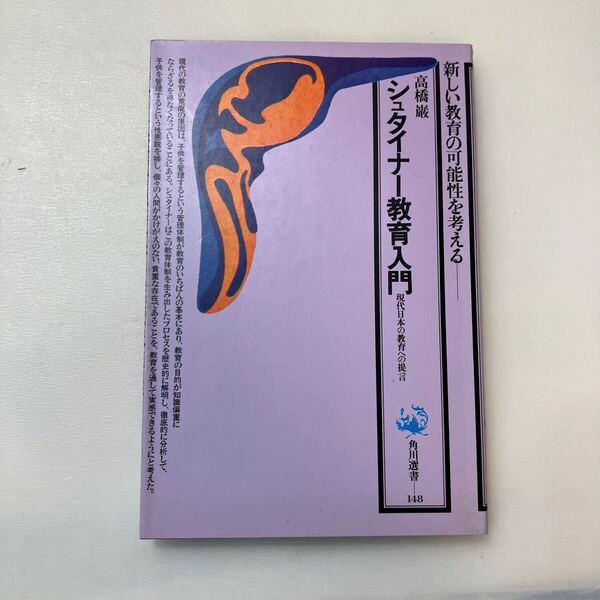 新しい教育の可能性を考える──
高橋巌
シュタイナー教育入門
現代日本の教育への提言
角川選書──148
現代の教育の荒廃の原因は、子供を管理するという管理体制が教育のいちばんの基本にあり、教育の目的が知識偏重に
ならざるを得なくなっていることにある。シュタイナーはこの教育体制を生み出したプロセスを歴史的に解明し、徹底的に分析して、
子供を管理するという性悪説を排し、個々の人間がかけがえのない、貴重な存在であることを、教育を通して実感できるようにと考えた。